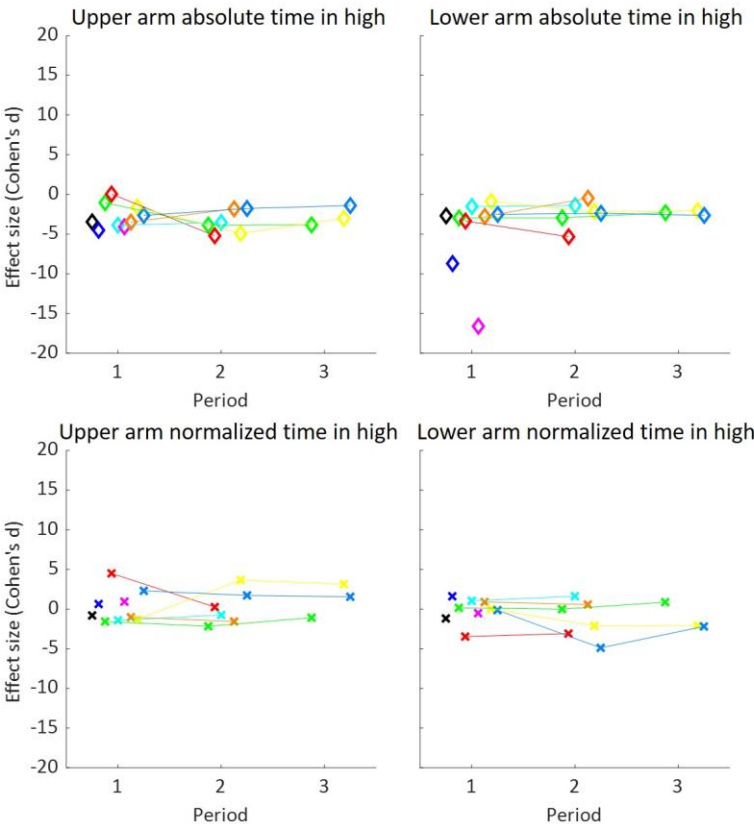 Upper arm absolute time in high
20
15
10
5
0
-5
-10
-15
-20
Effect size (Cohen's d)
1 2 3
Period
Lower arm absolute time in high
1 2 3
Period
Upper arm normalized time in high
20
15
10
5
0
-5
-10
-15
-20
Effect size (Cohen's d)
1 2 3
Period
Lower arm normalized time in high
1 2 3
Period